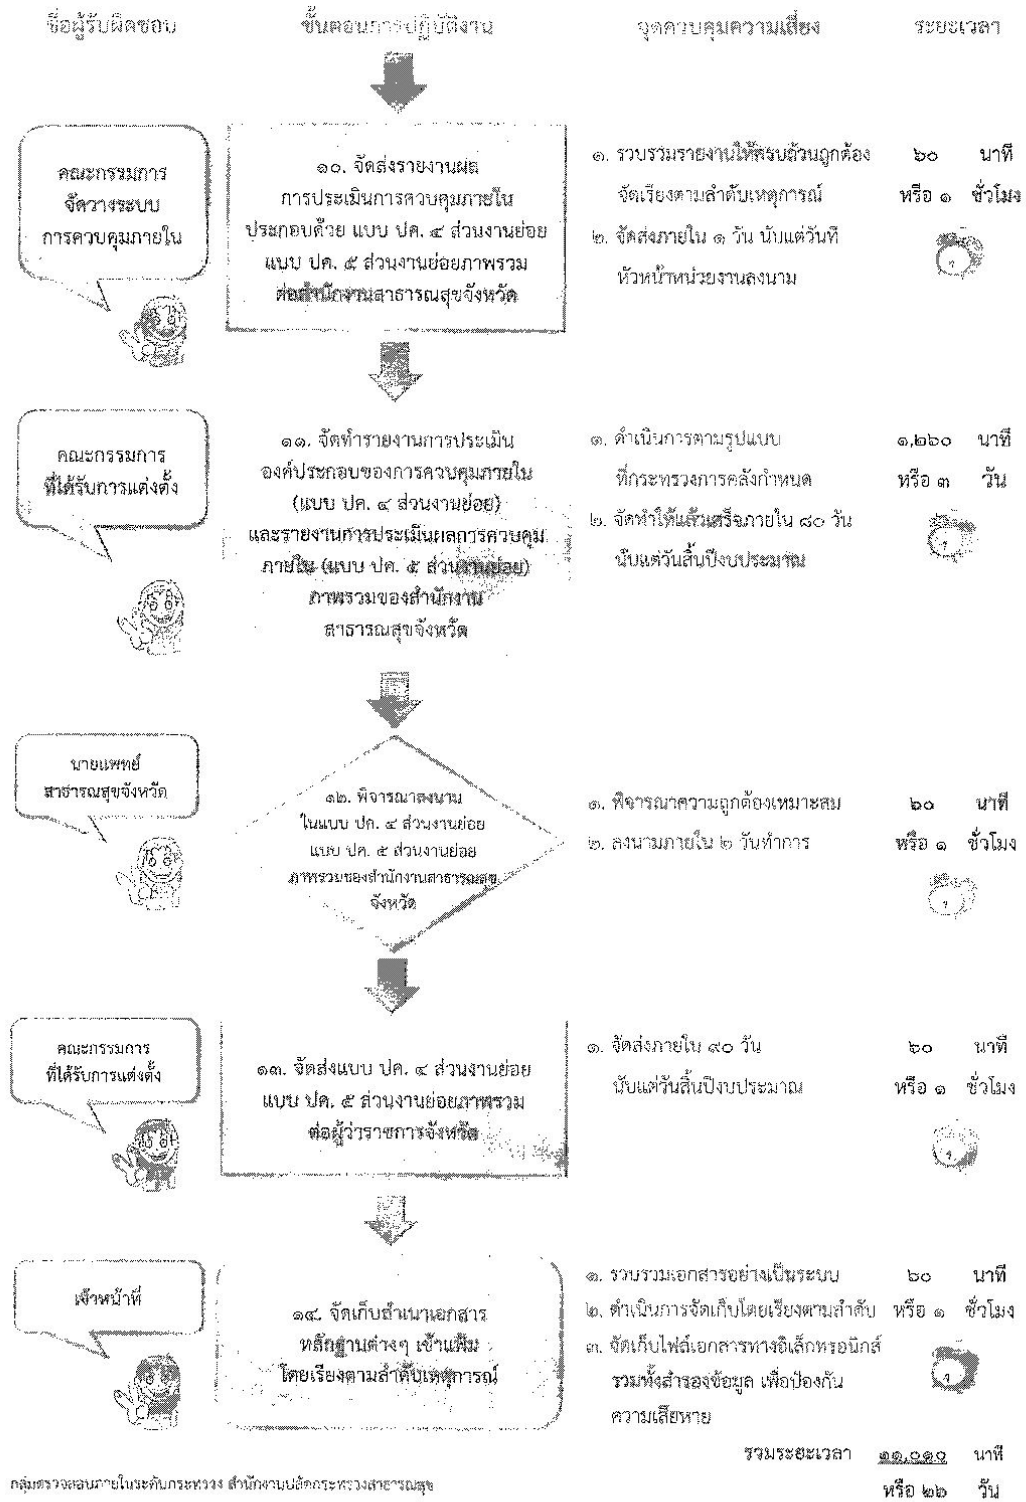 ชื่อผู้รับผิดชอบ ขั้นตอนการปฏิบัติงาน จุดควบคุมความเสี่ยง ระยะเวลา
คณะกรรมการ
จัดวางระบบ
การควบคุมภายใน
๑๐. จัดส่งรายงานผล
การประเมินการควบคุมภายใน
ประกอบด้วย แบบ ปค. ๔ ส่วนงานย่อย
แบบ ปค. ๕ ส่วนงานย่อยภาพรวม
ต่อสำนักงานสาธารณสุขจังหวัด
๑. รวบรวมรายงานให้ครบถ้วนถูกต้อง
จัดเรียงตามลำดับเหตุการณ์
๒. จัดส่งภายใน ๑ วัน นับแต่วันที่
หัวหน้าหน่วยงานลงนาม
๖๐ นาที
หรือ ๑ ชั่วโมง
คณะกรรมการ
ที่ได้รับการแต่งตั้ง
๑๑. จัดทำรายงานการประเมิน
องค์ประกอบของการควบคุมภายใน
(แบบ ปค. ๔ ส่วนงานย่อย)
และรายงานการประเมินผลการควบคุม
ภายใน (แบบ ปค. ๕ ส่วนงานย่อย)
ภาพรวมของสำนักงาน
สาธารณสุขจังหวัด
๑. ดำเนินการตามรูปแบบ
ที่กระทรวงการคลังกำหนด
๒. จัดทำให้แล้วเสร็จภายใน ๘๐ วัน
นับแต่วันสิ้นปีงบประมาณ
๑,๒๖๐ นาที
หรือ ๓ วัน
นายแพทย์
สาธารณสุขจังหวัด
๑๒. พิจารณาลงนาม
ในแบบ ปค. ๔ ส่วนงานย่อย
แบบ ปค. ๕ ส่วนงานย่อย
ภาพรวมของสำนักงานสาธารณสุข
จังหวัด
๑. พิจารณาความถูกต้องเหมาะสม
๒. ลงนามภายใน ๒ วันทำการ
๖๐ นาที
หรือ ๑ ชั่วโมง
คณะกรรมการ
ที่ได้รับการแต่งตั้ง
๑๓. จัดส่งแบบ ปค. ๔ ส่วนงานย่อย
แบบ ปค. ๕ ส่วนงานย่อยภาพรวม
ต่อผู้ว่าราชการจังหวัด
๑. จัดส่งภายใน ๙๐ วัน
นับแต่วันสิ้นปีงบประมาณ
๖๐ นาที
หรือ ๑ ชั่วโมง
เจ้าหน้าที่
๑๔. จัดเก็บสำเนาเอกสาร
หลักฐานต่างๆ เข้าแฟ้ม
โดยเรียงตามลำดับเหตุการณ์
๑. รวบรวมเอกสารอย่างเป็นระบบ
๒. ดำเนินการจัดเก็บโดยเรียงตามลำดับ
๓. จัดเก็บไฟล์เอกสารทางอิเล็กทรอนิกส์
รวมทั้งสำรองข้อมูล เพื่อป้องกัน
ความเสียหาย
๖๐ นาที
หรือ ๑ ชั่วโมง
รวมระยะเวลา ๑๑,๐๑๐ นาที
หรือ ๒๖ วัน
กลุ่มตรวจสอบภายในระดับกระทรวง สำนักงานปลัดกระทรวงสาธารณสุข